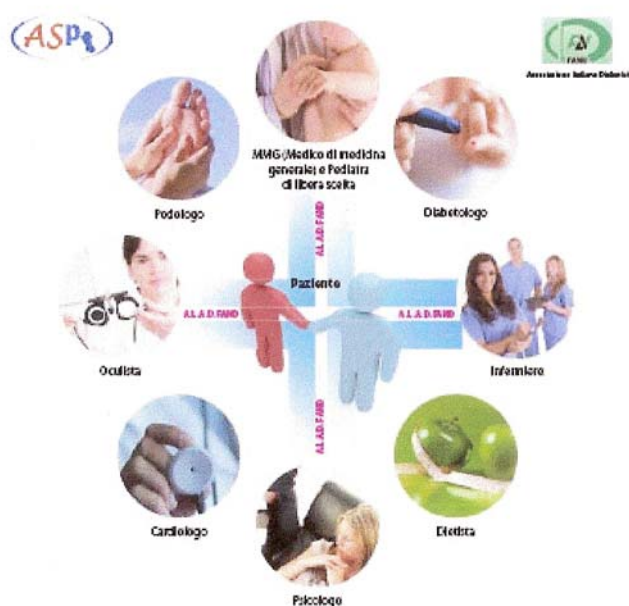 ASP
FAND
Associazione Italiana Diabetici
MMG (Medico di medicina
generale) e Pediatra
di libera scelta
Podologo
Diabetologo
A.L.A.D. FAND
Paziente
A.L.A.D. FAND
A.L.A.D. FAND
Oculista
Infermiere
A.L.A.D. FAND
Cardiologo
Dietista
Psicologo